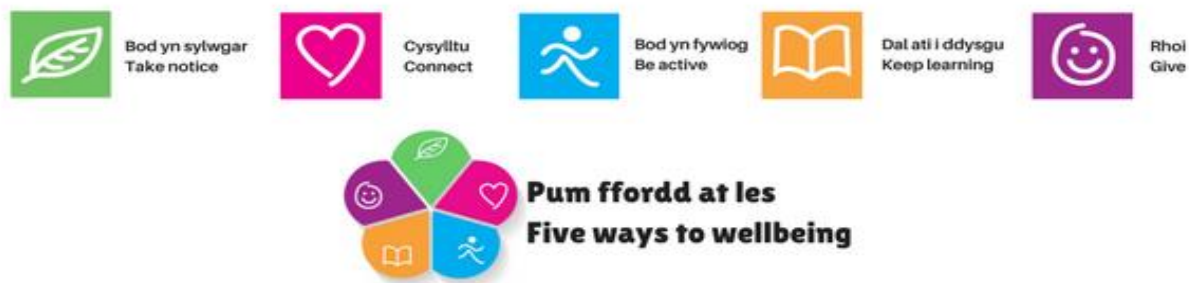 Bod yn sylwgar
Take notice
Cysylltu
Connect
Bod yn fywiog
Be active
Dal ati i ddysgu
Keep learning
Rhoi
Give
Pum ffordd at les
Five ways to wellbeing